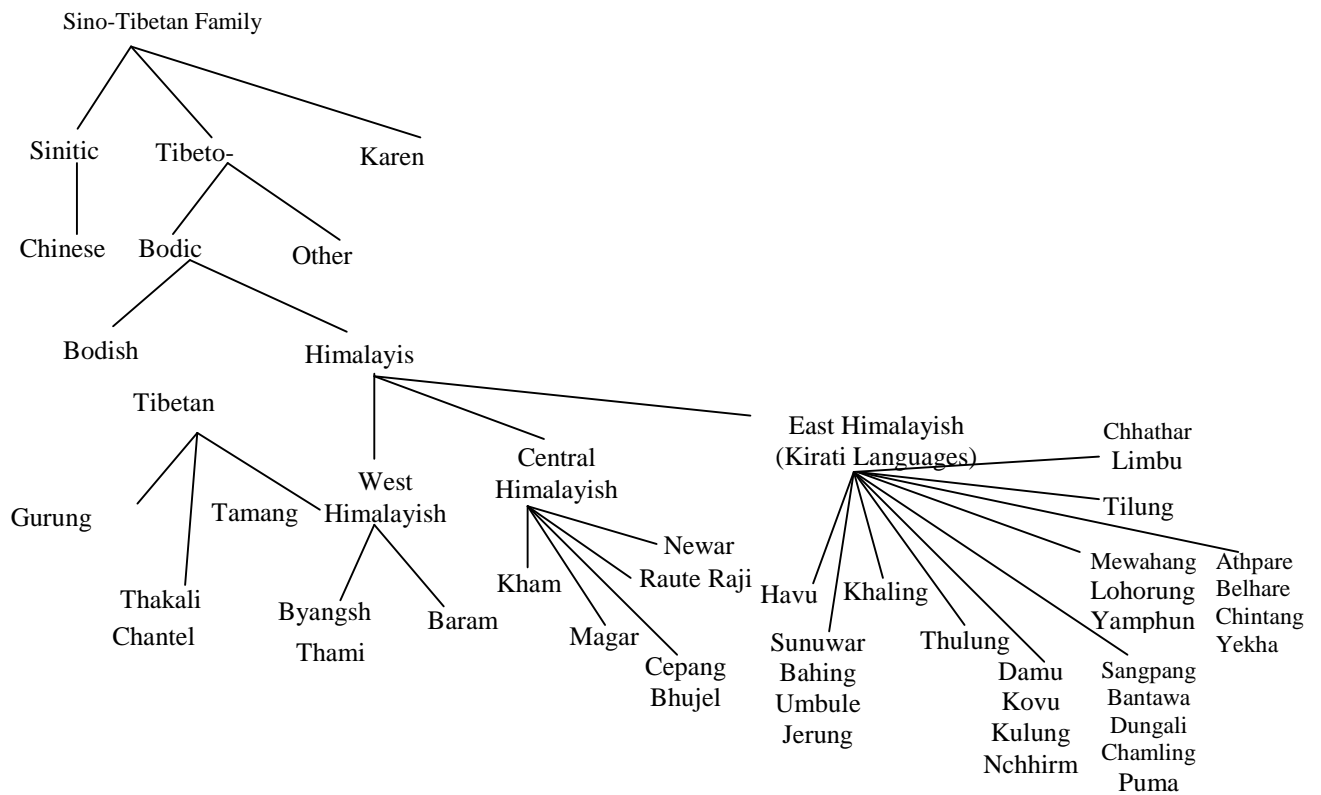 Sino-Tibetan Family
Sinitic
Tibeto-
Karen
Chinese
Bodic
Other
Bodish
Himalayis
Tibetan
East Himalayish
(Kirati Languages)
Chhathar
Limbu
Central
Himalayish
West
Himalayish
Gurung
Tamang
Tilung
Newar
Kham
Raute Raji
Mewahang
Lohorung
Yamphun
Athpare
Belhare
Chintang
Yekha
Thakali
Chantel
Byangsh
Thami
Baram
Magar
Cepang
Bhujel
Havu
Khaling
Sunuwar
Bahing
Umbule
Jerung
Thulung
Damu
Kovu
Kulung
Nchhirm
Sangpang
Bantawa
Dungali
Chamling
Puma